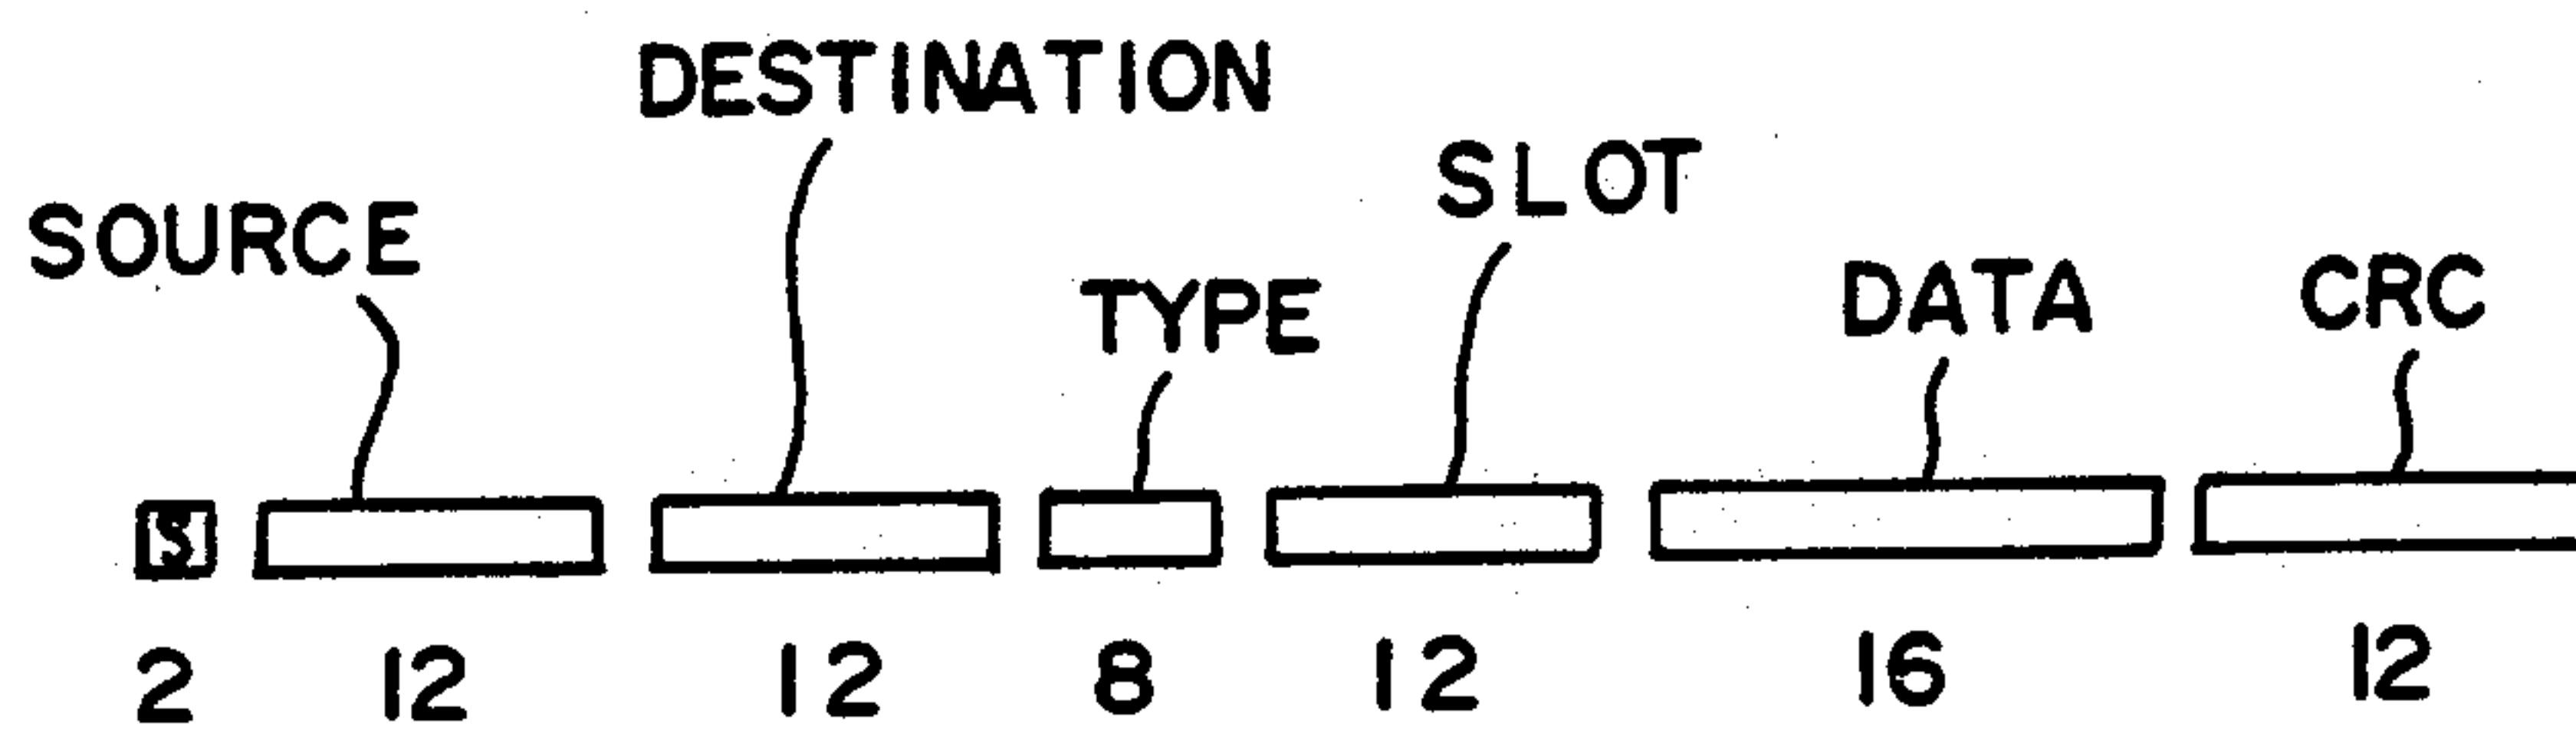 DESTINATION
SLOT
SOURCE
TYPE
DATA
CRC
S
2 12 12 8 12 16 12